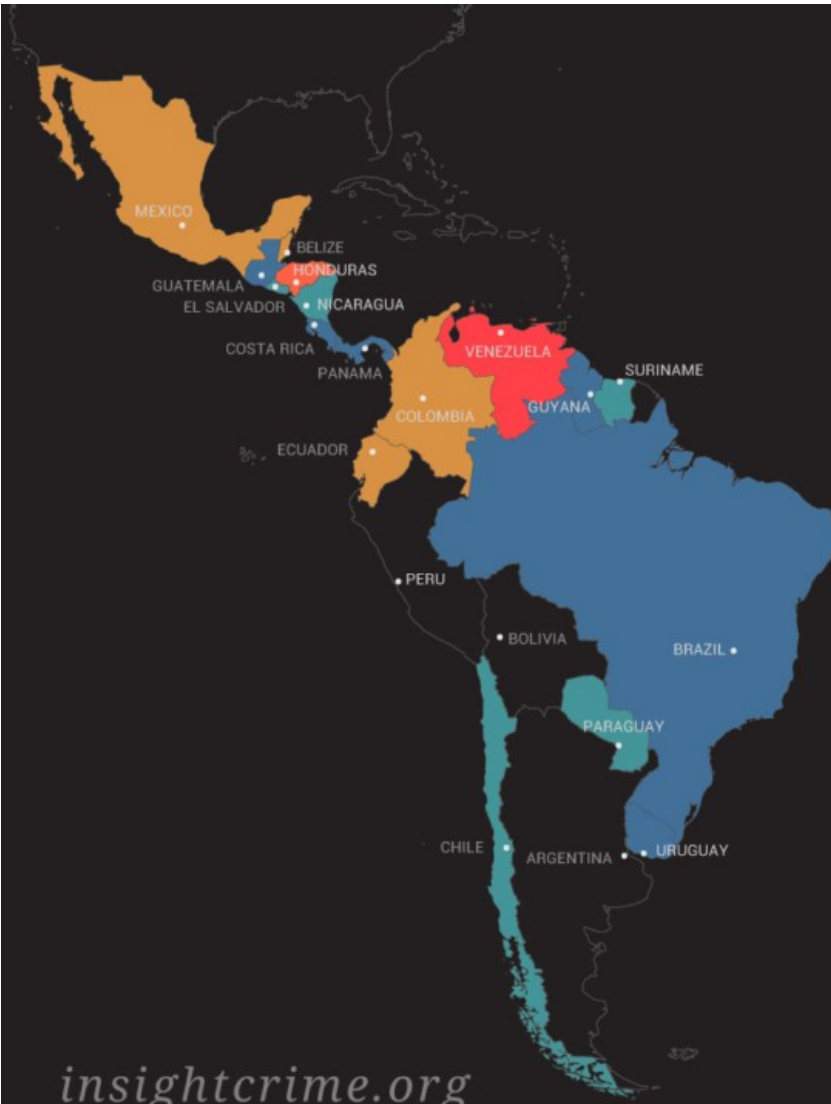 MEXICO
BELIZE
HONDURAS
GUATEMALA
EL SALVADOR
NICARAGUA
COSTA RICA
PANAMA
VENEZUELA
SURINAME
GUYANA
COLOMBIA
ECUADOR
PERU
BOLIVIA
BRAZIL
PARAGUAY
CHILE
ARGENTINA
URUGUAY
insightcrime.org